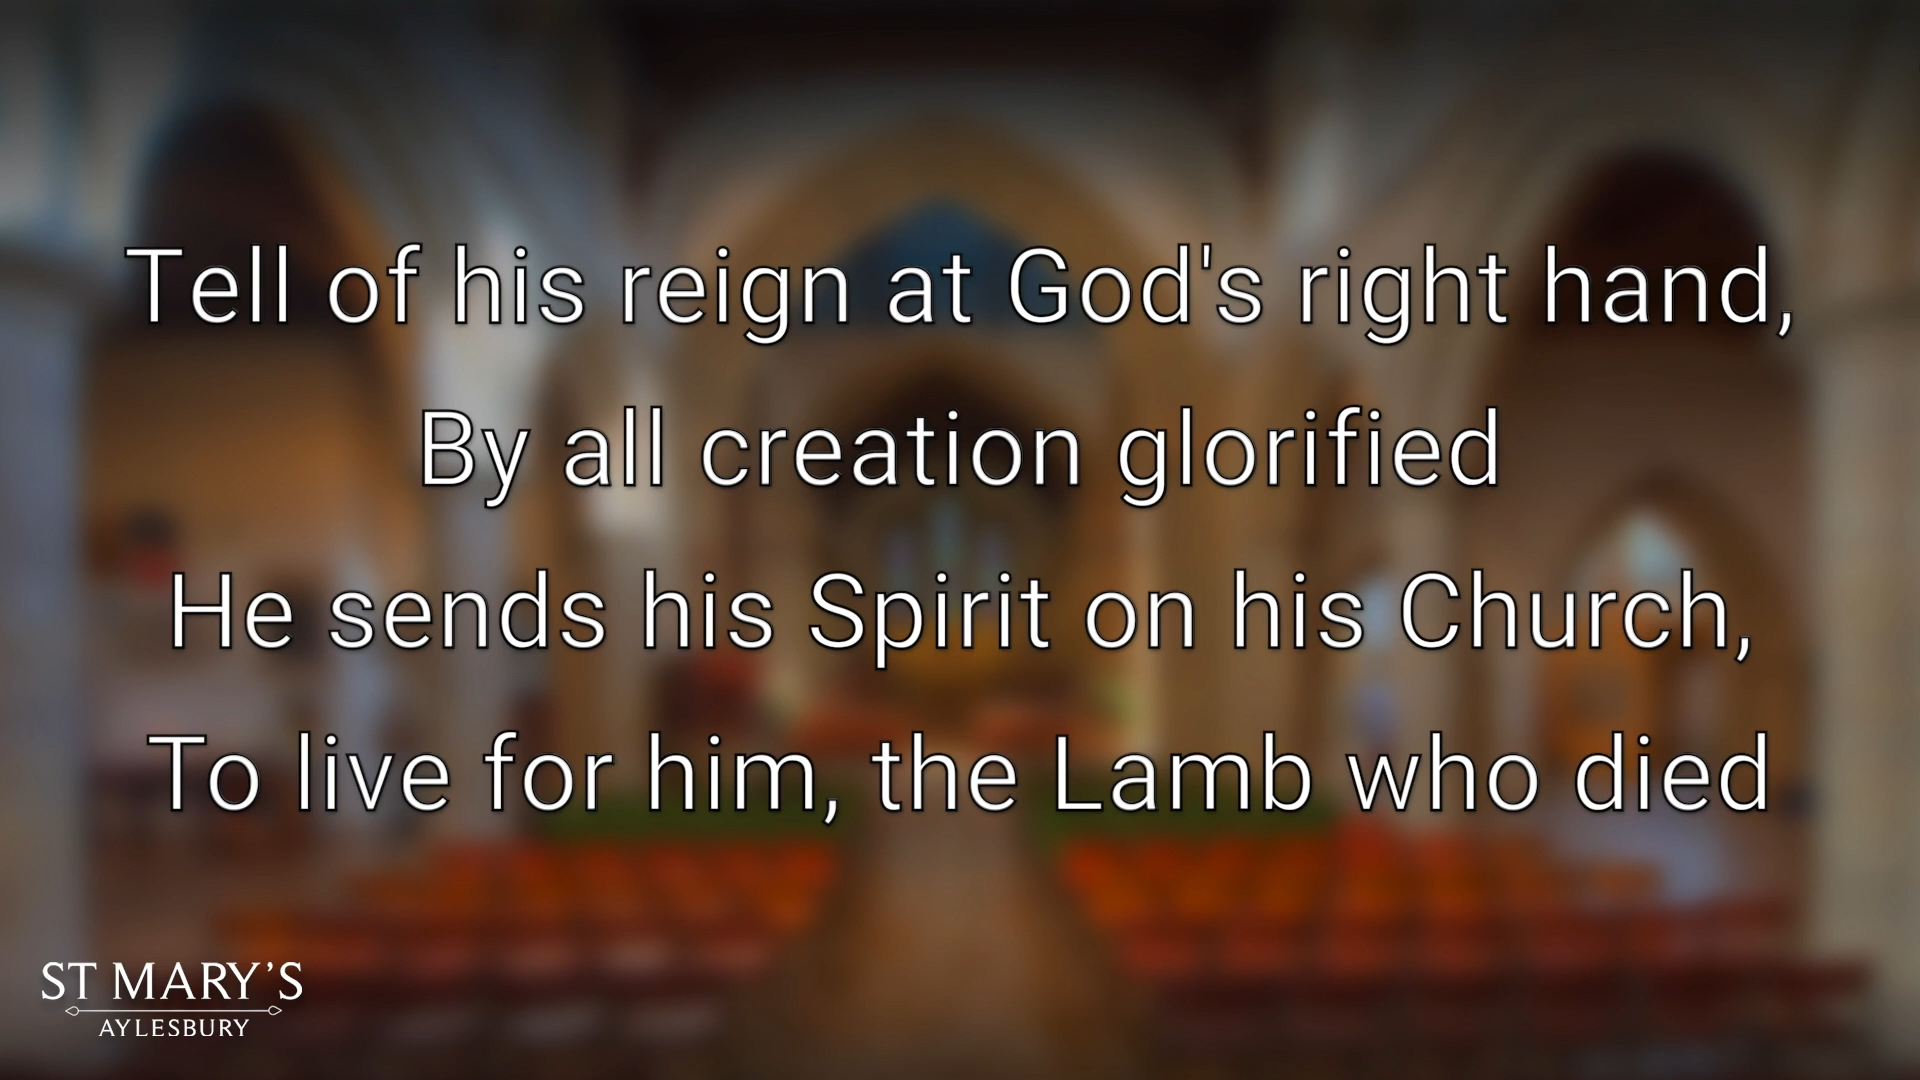 Tell of his reign at God's right hand,
By all creation glorified
He sends his Spirit on his Church,
To live for him, the Lamb who died
ST MARY'S
AYLESBURY